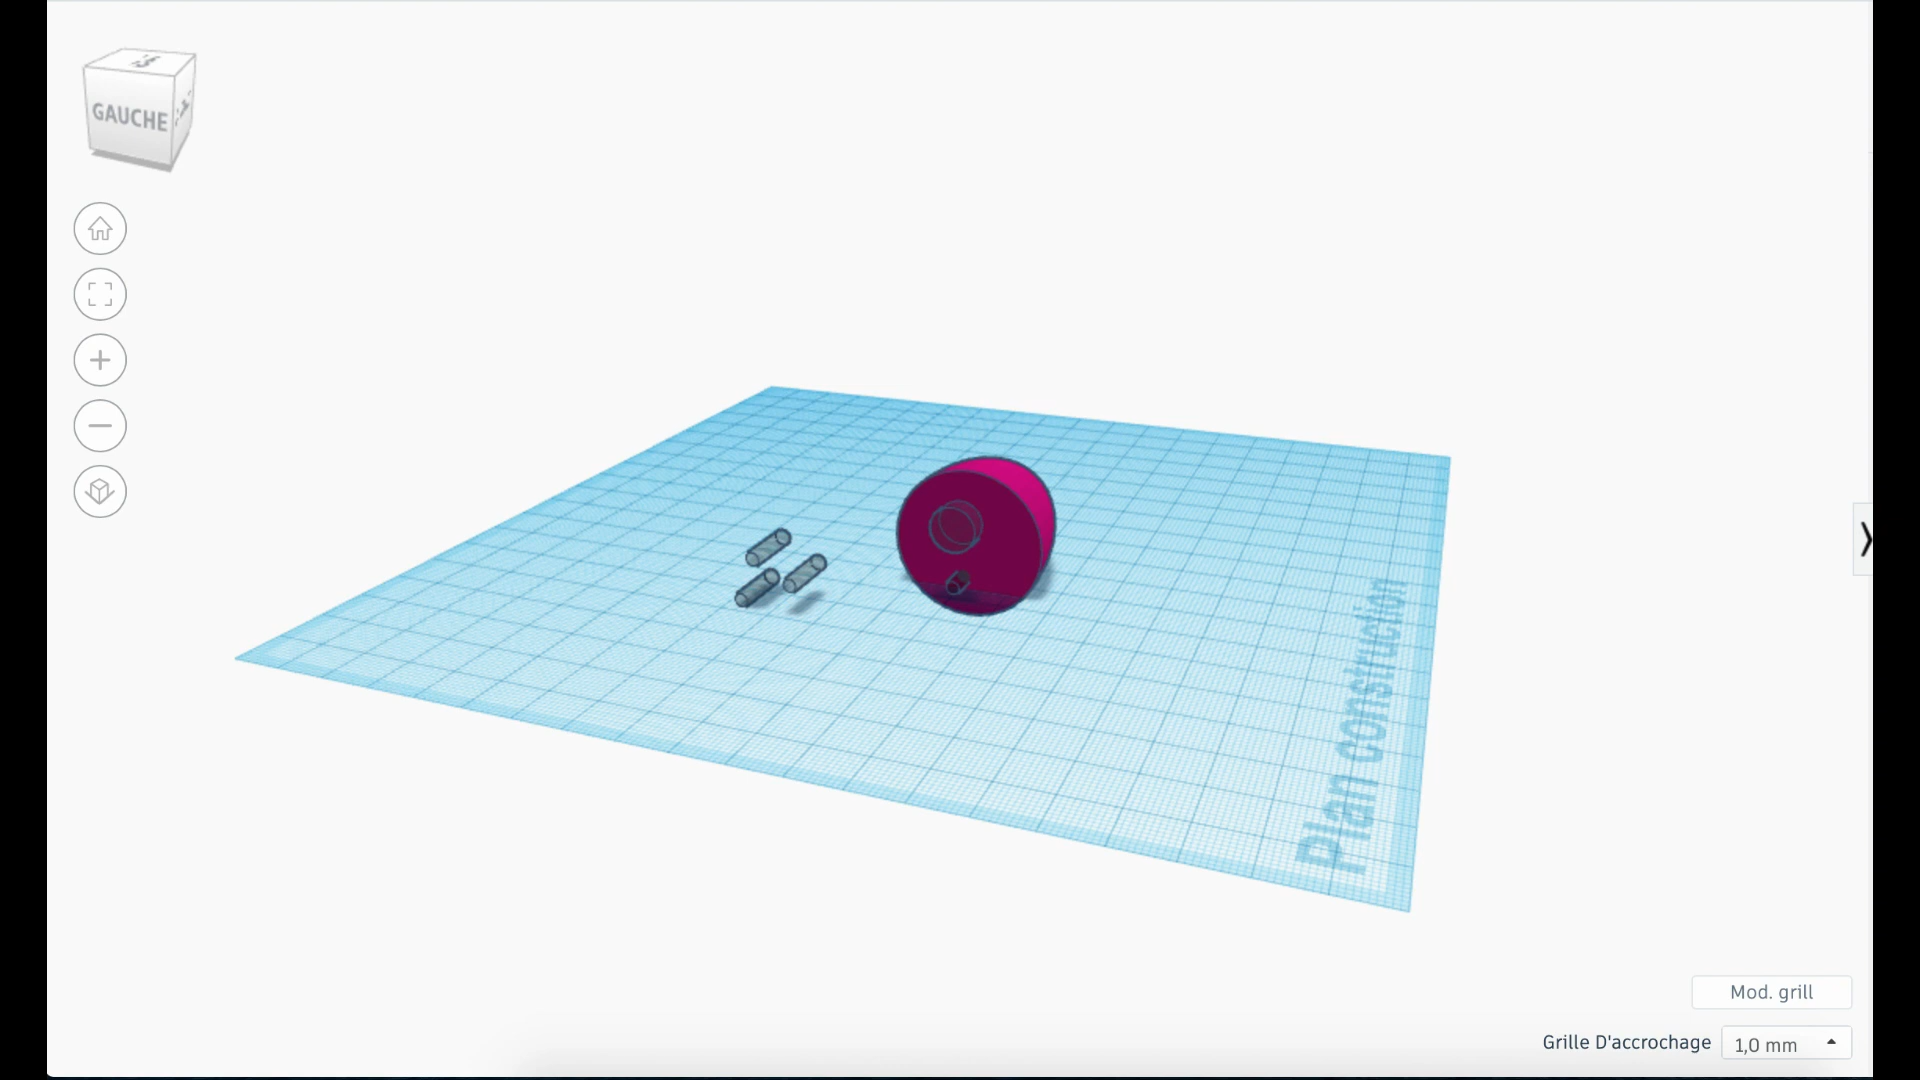 GAUCHE
Plan construction
Mod. grill
Grille D'accrochage 1,0 mm